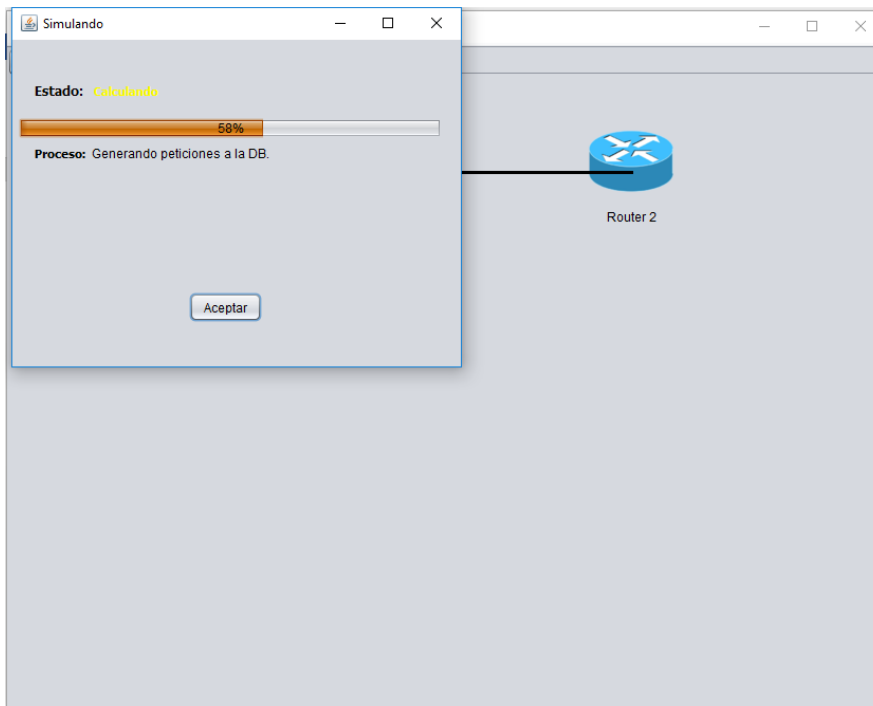 Simulando
Estado: Calculando
58%
Proceso: Generando peticiones a la DB.
Aceptar
Router 2